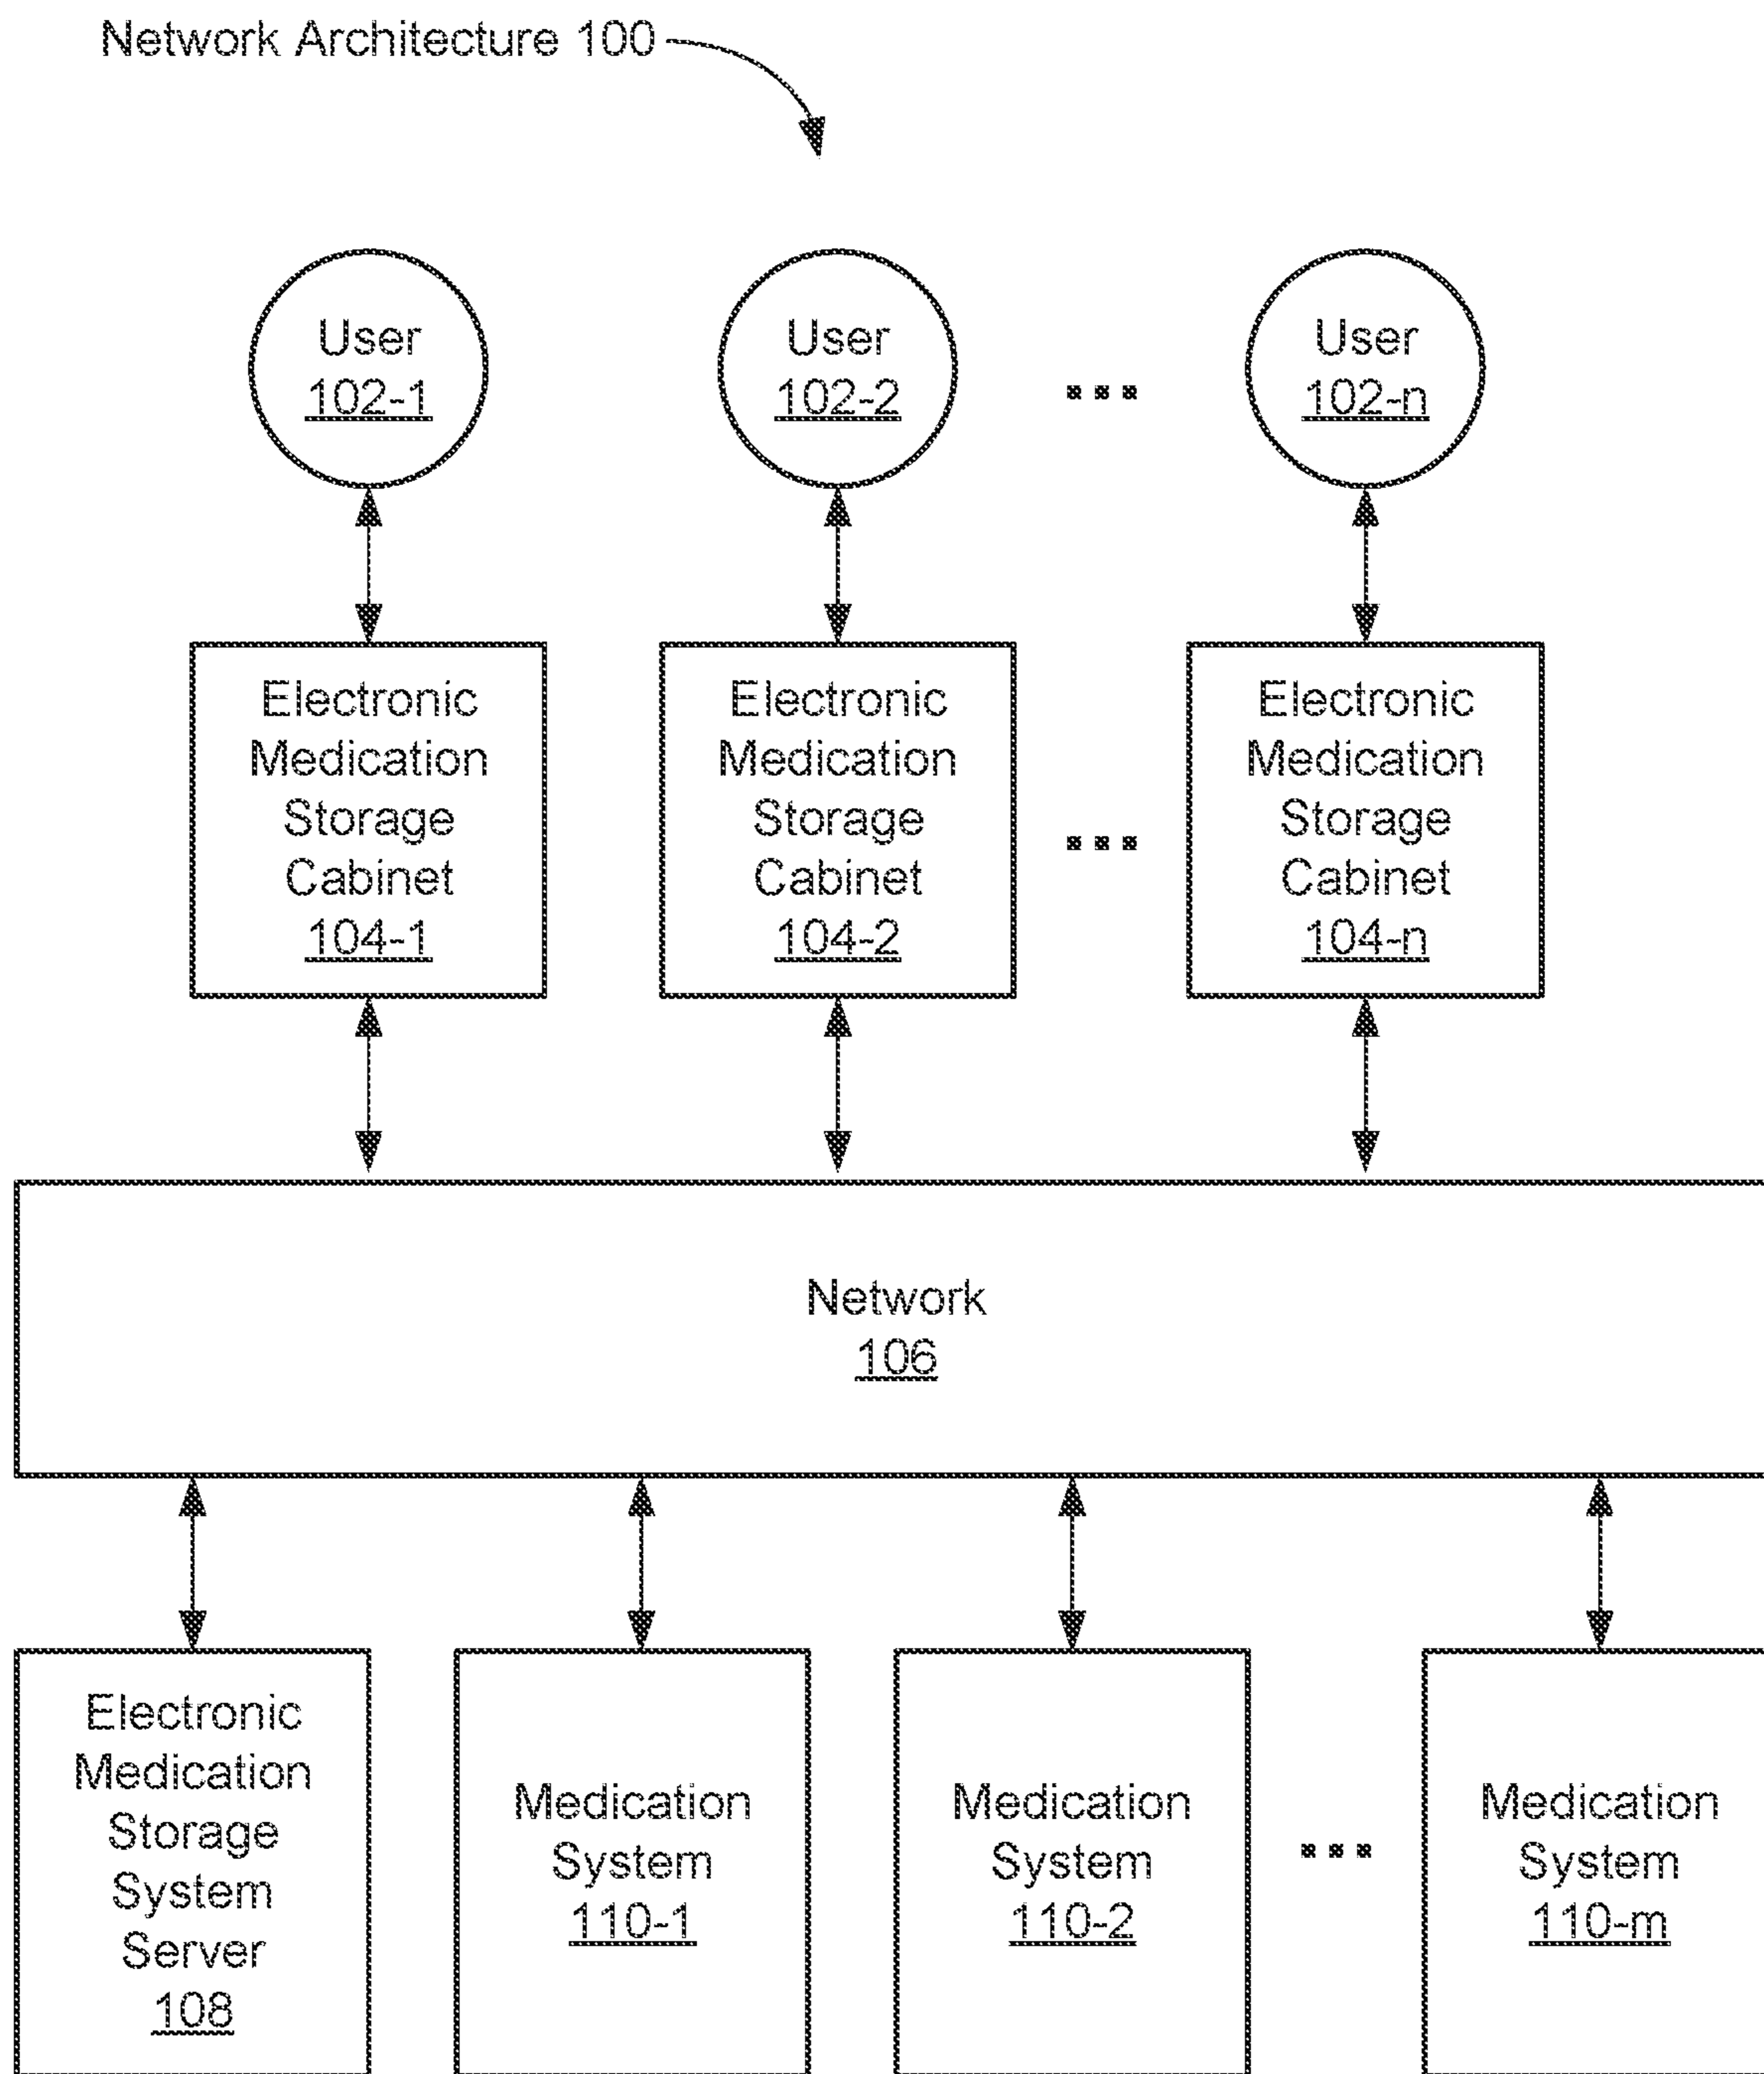 Network Architecture 100
User
102-1
User
102-2
...
User
102-n
Electronic
Medication
Storage
Cabinet
104-1
Electronic
Medication
Storage
Cabinet
104-2
...
Electronic
Medication
Storage
Cabinet
104-n
Network
106
Electronic
Medication
Storage
System
Server
108
Medication
System
110-1
Medication
System
110-2
...
Medication
System
110-m